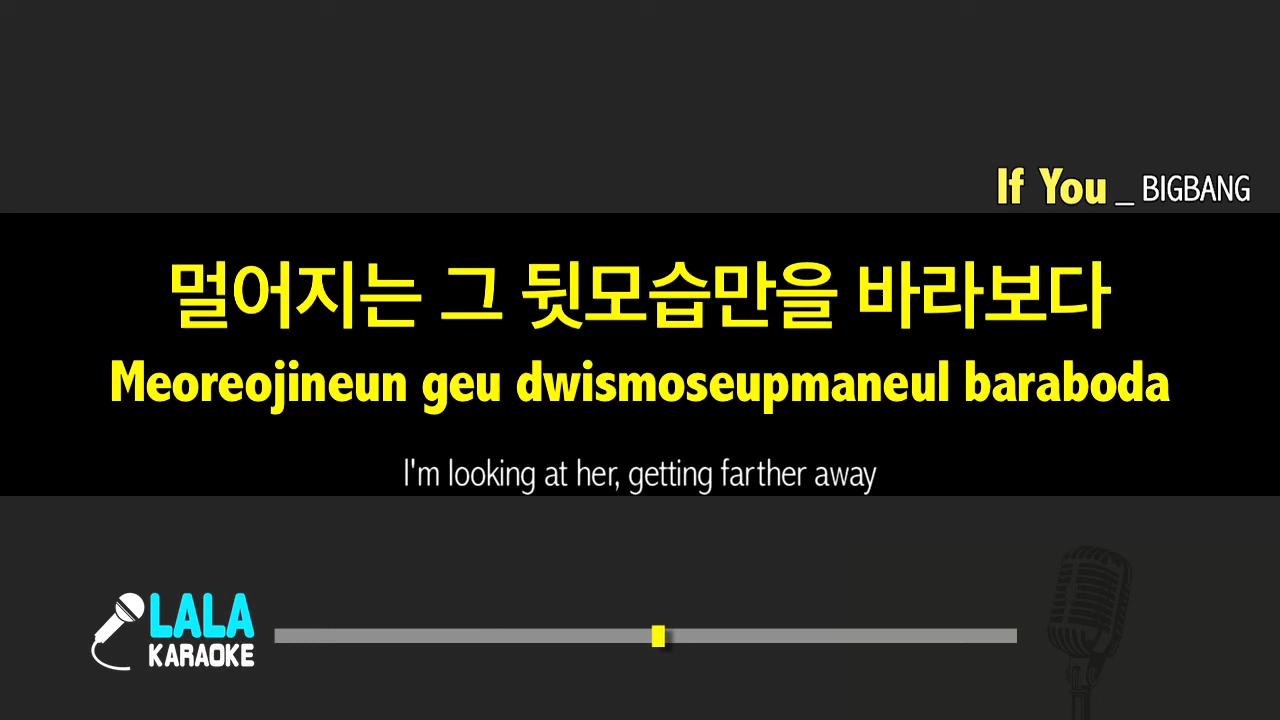 If You _ BIGBANG
멀어지는 그 뒷모습만을 바라보다
Meoreojineun geu dwismoseupmaneul baraboda
I'm looking at her, getting farther away
LALA
KARAOKE